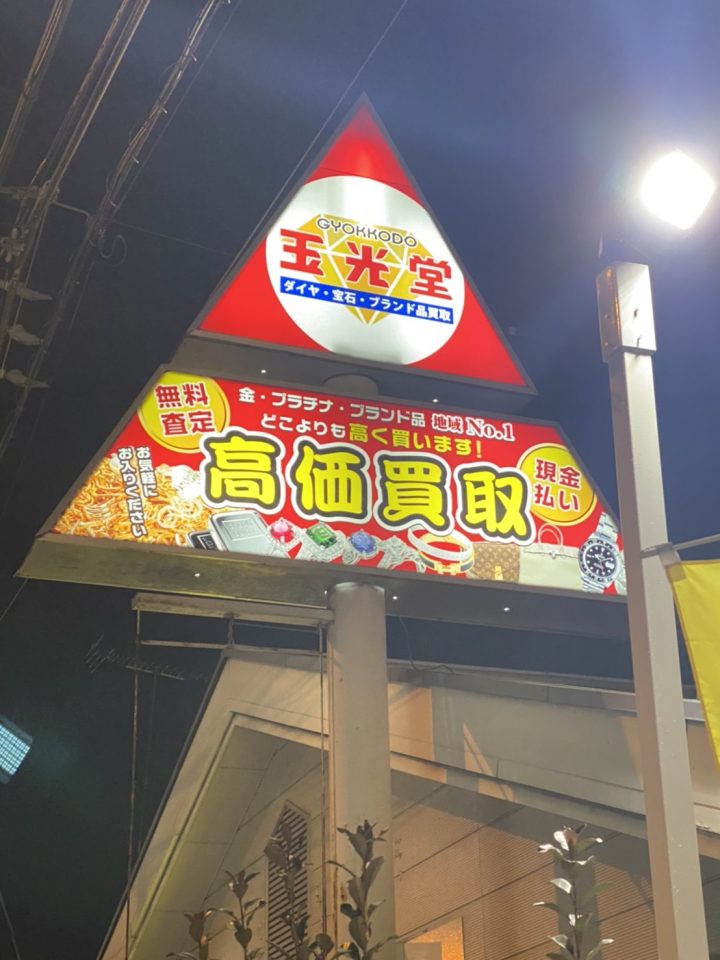 GYOKKODO
玉光堂
ダイヤ・宝石・ブランド品買取
無料
査定
金・プラチナ・ブランド品 地域 No.1
どこよりも高く買います!
高価買取
現金
払い
お気軽に
お入りください